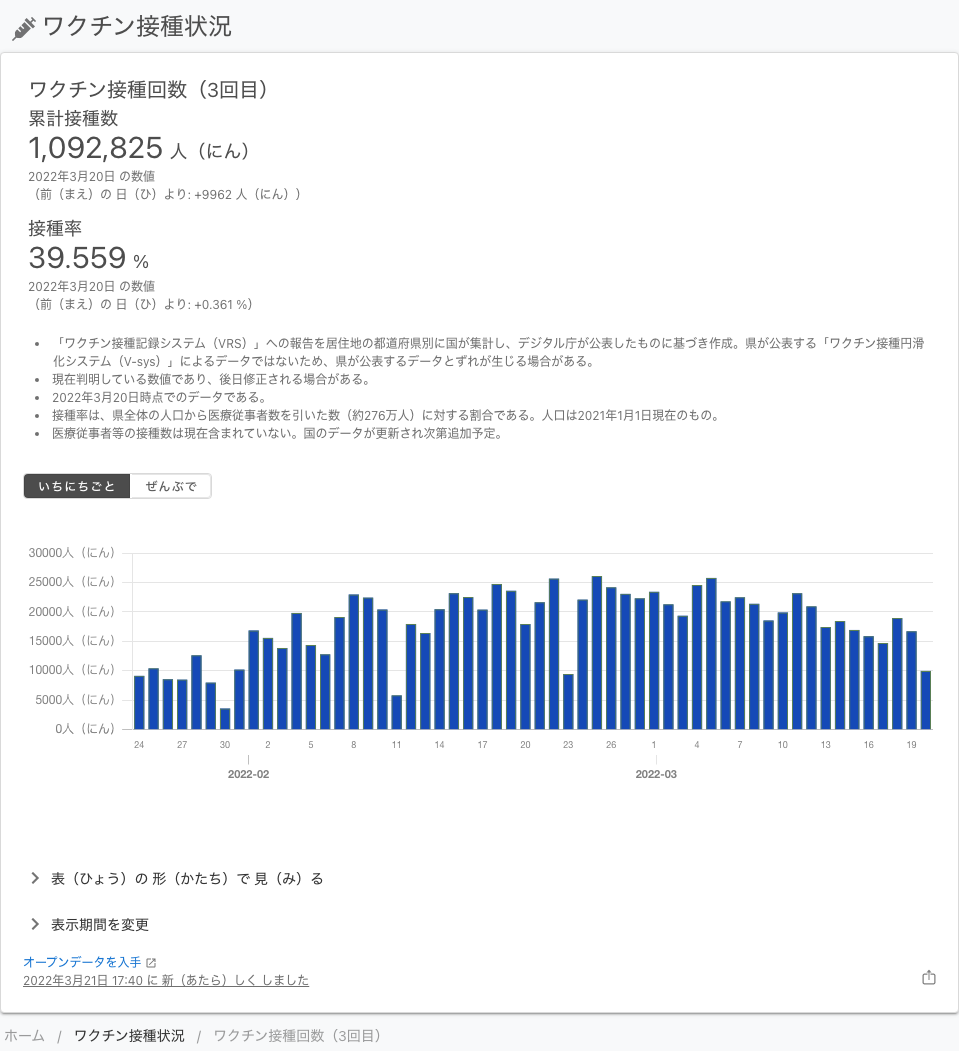 ワクチン接種状況
ワクチン接種回数（3回目）
累計接種数
1,092,825 人（にん）
2022年3月20日 の数値
（前（まえ）の 日（ひ）より: +9962 人（にん））
接種率
39.559 %
2022年3月20日 の数値
（前（まえ）の 日（ひ）より: +0.361 %）
• 「ワクチン接種記録システム（VRS）」への報告を居住地の都道府県別に国が集計し、デジタル庁が公表したものに基づき作成。県が公表する「ワクチン接種円滑
化システム（V-sys）」によるデータではないため、県が公表するデータとずれが生じる場合がある。
• 現在判明している数値であり、後日修正される場合がある。
• 2022年3月20日時点でのデータである。
• 接種率は、県全体の人口から医療従事者数を引いた数（約276万人）に対する割合である。人口は2021年1月1日現在のもの。
• 医療従事者等の接種数は現在含まれていない。国のデータが更新され次第追加予定。
いちにちごと ぜんぶで
30000人（にん）
25000人（にん）
20000人（にん）
15000人（にん）
10000人（にん）
5000人（にん）
0人（にん）
24 27 30 2 5 8 11 14 17 20 23 26 1 4 7 10 13 16 19
2022-02 2022-03
表（ひょう）の 形（かたち）で 見（み）る
表示期間を変更
オープンデータを入手
2022年3月21日 17:40 に 新（あたら）しく しました
ホーム / ワクチン接種状況 / ワクチン接種回数（3回目）